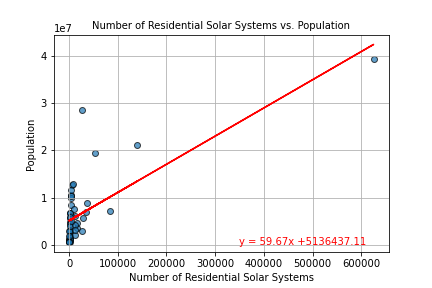 Number of Residential Solar Systems vs. Population
1e7
4
3
2
1
0
Population
y = 59.67x +5136437.11
0 100000 200000 300000 400000 500000 600000
Number of Residential Solar Systems